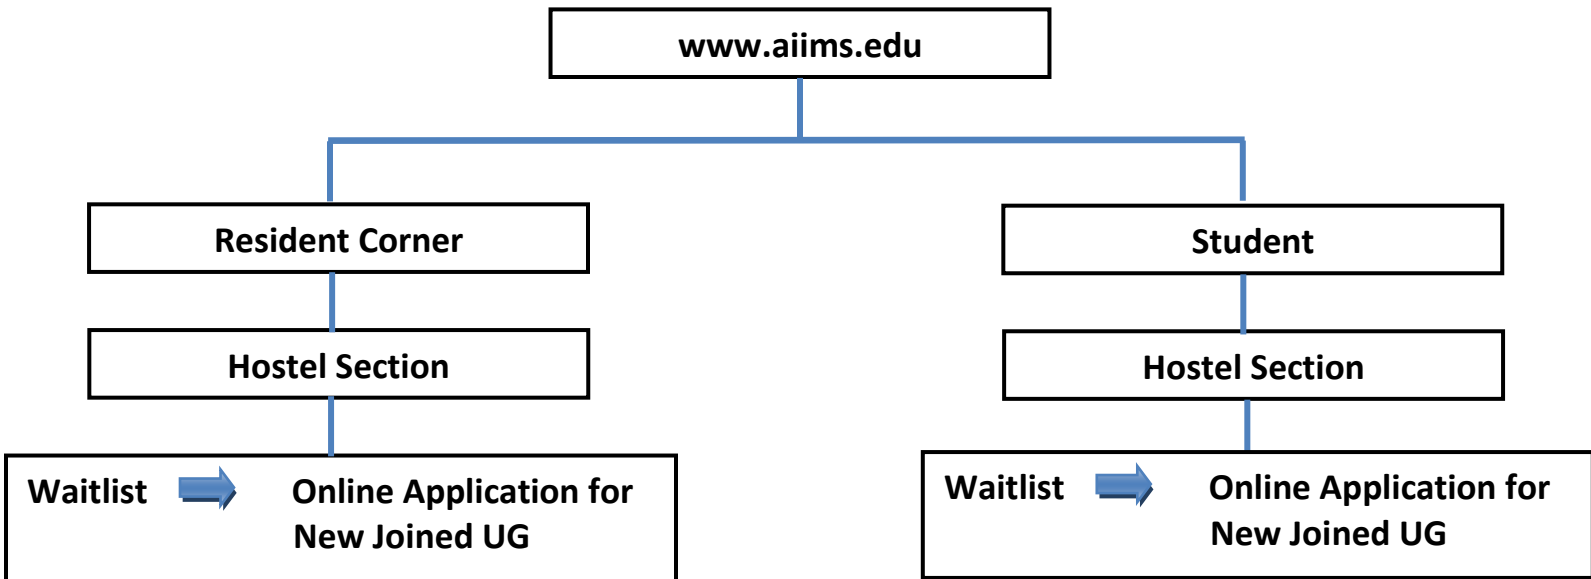 www.aiims.edu
Resident Corner
Student
Hostel Section
Hostel Section
Waitlist Online Application for
New Joined UG
Waitlist Online Application for
New Joined UG